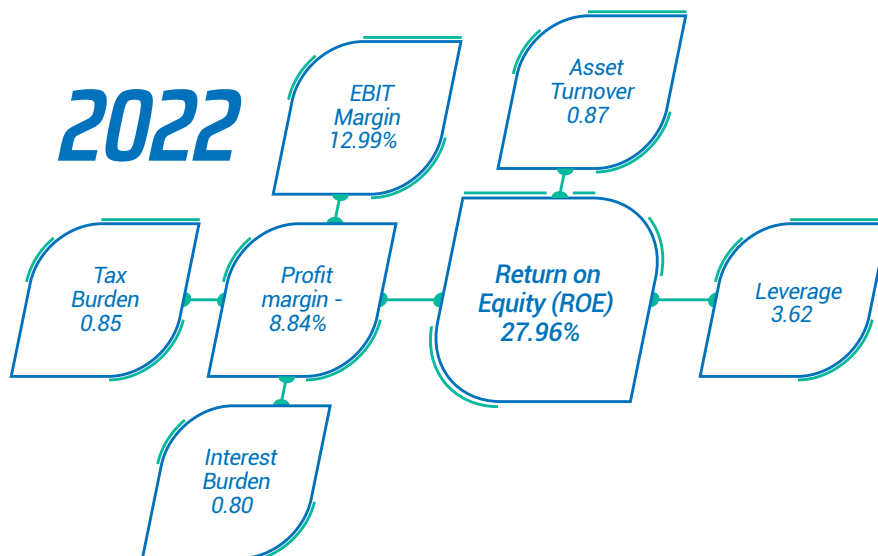 2022
EBIT
Margin
12.99%
Asset
Turnover
0.87
Tax
Burden
0.85
Profit
margin -
8.84%
Return on
Equity (ROE)
27.96%
Leverage
3.62
Interest
Burden
0.80